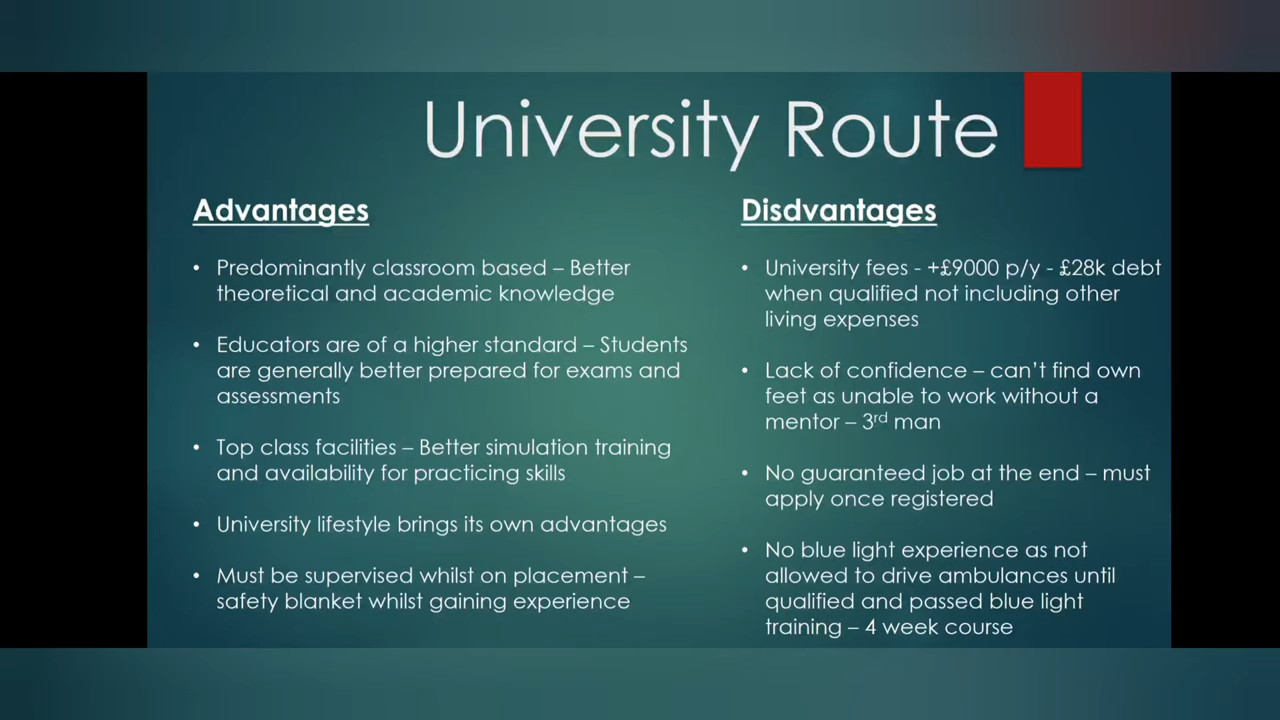 University Route
Advantages
• Predominantly classroom based – Better
theoretical and academic knowledge
• Educators are of a higher standard – Students
are generally better prepared for exams and
assessments
• Top class facilities – Better simulation training
and availability for practicing skills
• University lifestyle brings its own advantages
• Must be supervised whilst on placement –
safety blanket whilst gaining experience
Disdvantages
• University fees - +£9000 p/y - £28k debt
when qualified not including other
living expenses
• Lack of confidence – can’t find own
feet as unable to work without a
mentor – 3rd man
• No guaranteed job at the end – must
apply once registered
• No blue light experience as not
allowed to drive ambulances until
qualified and passed blue light
training – 4 week course